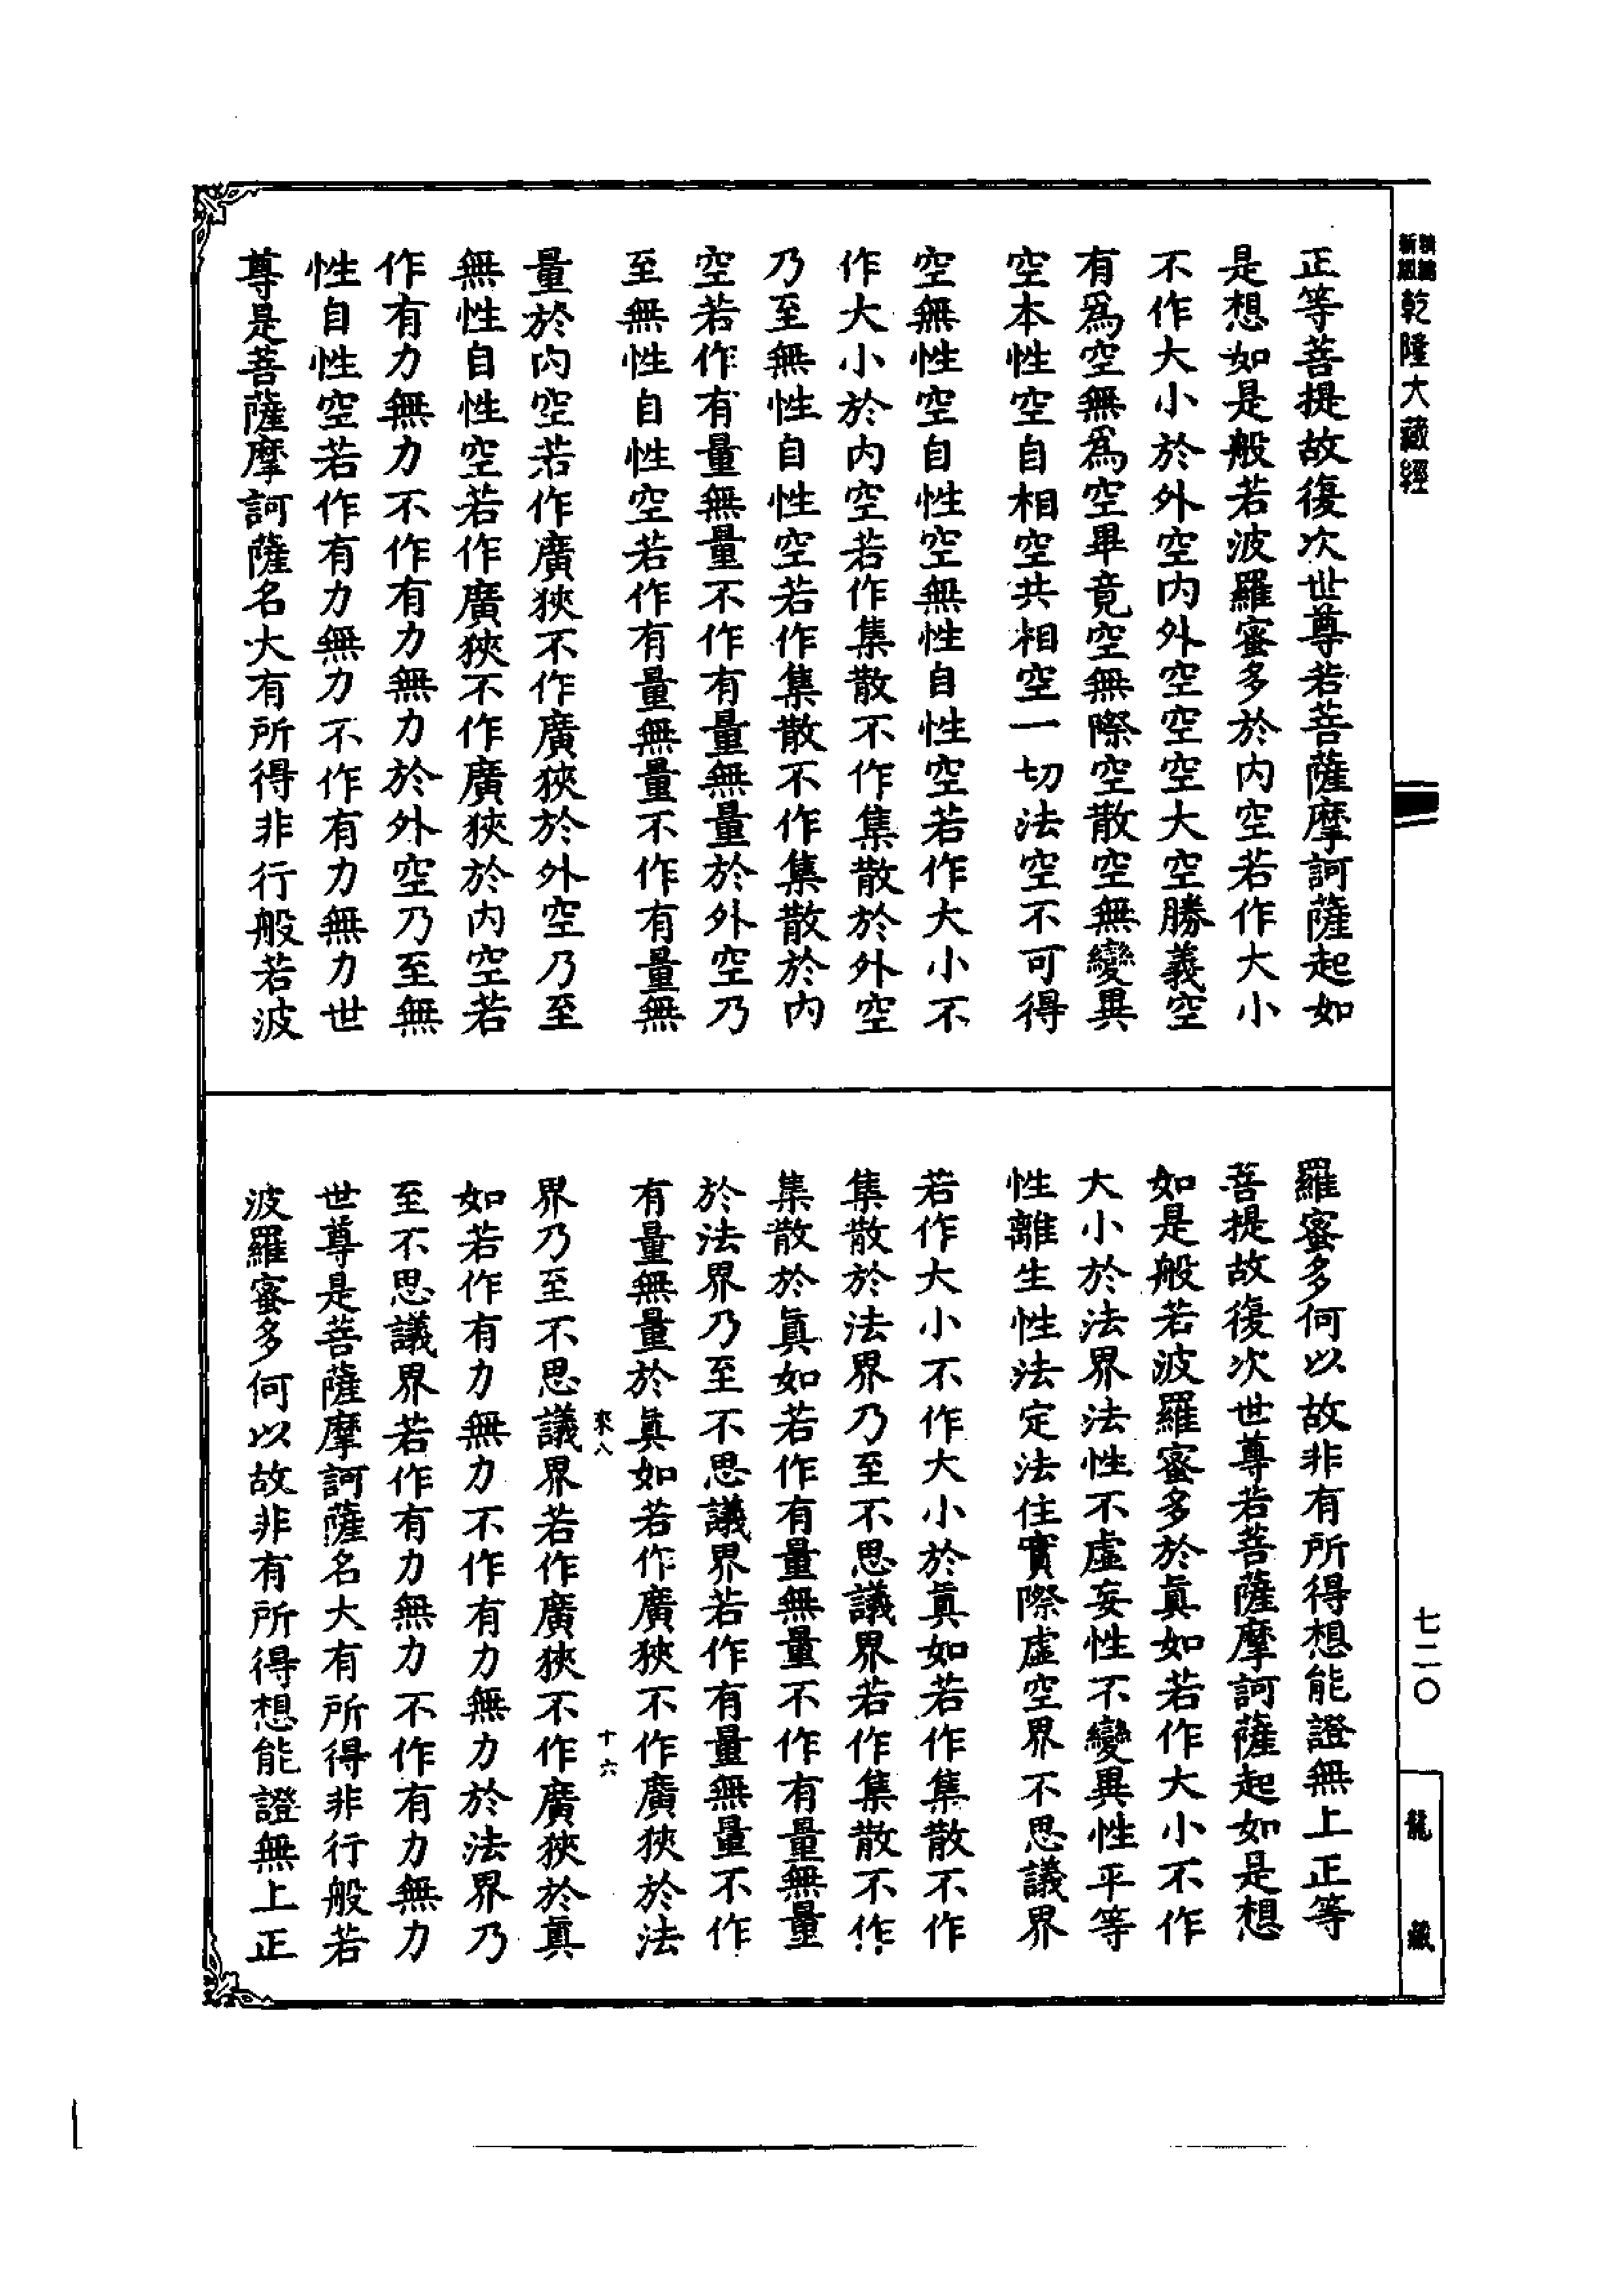 乾隆大藏經
七二〇
龍藏
正等菩提故復次世尊若菩薩摩訶薩起如
是想如是般若波羅蜜多於內空若作大小
不作大小於外空內外空空空大空勝義空
有爲空無爲空畢竟空無際空散空無變異
空本性空自相空共相空一切法空不可得
空無性空自性空無性自性空若作大小不
作大小於內空若作集散不作集散於外空
乃至無性自性空若作集散不作集散於內
空若作有量無量不作有量無量於外空乃
至無性自性空若作有量無量不作有量無
量於內空若作廣狹不作廣狹於外空乃至
無性自性空若作廣狹不作廣狹於內空若
作有力無力不作有力無力於外空乃至無
性自性空若作有力無力不作有力無力世
尊是菩薩摩訶薩名大有所得非行般若波
羅蜜多何以故非有所得想能證無上正等
菩提故復次世尊若菩薩摩訶薩起如是想
如是般若波羅蜜多於眞如若作大小不作
大小於法界法性不虛妄性不變異性平等
性離生性法定法住實際虛空界不思議界
若作大小不作大小於眞如若作集散不作
集散於法界乃至不思議界若作集散不作
集散於眞如若作有量無量不作有量無量
於法界乃至不思議界若作有量無量不作
有量無量於眞如若作廣狹不作廣狹於法
來八
十六
界乃至不思議界若作廣狹不作廣狹於眞
如若作有力無力不作有力無力於法界乃
至不思議界若作有力無力不作有力無力
世尊是菩薩摩訶薩名大有所得非行般若
波羅蜜多何以故非有所得想能證無上正